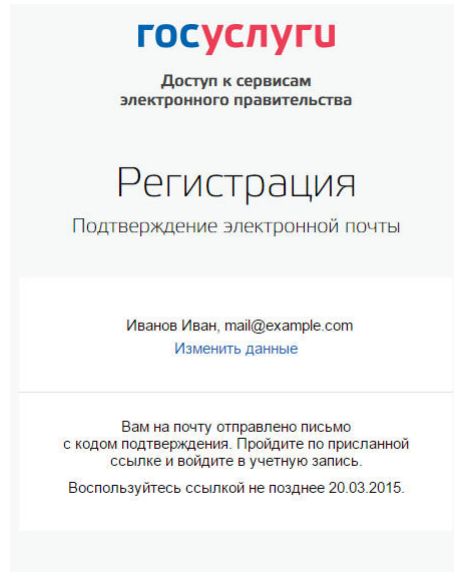 госуслуги
Доступ к сервисам
электронного правительства
Регистрация
Подтверждение электронной почты
Иванов Иван, mail@example.com
Изменить данные
Вам на почту отправлено письмо
с кодом подтверждения. Пройдите по присланной
ссылке и войдите в учетную запись.
Воспользуйтесь ссылкой не позднее 20.03.2015.